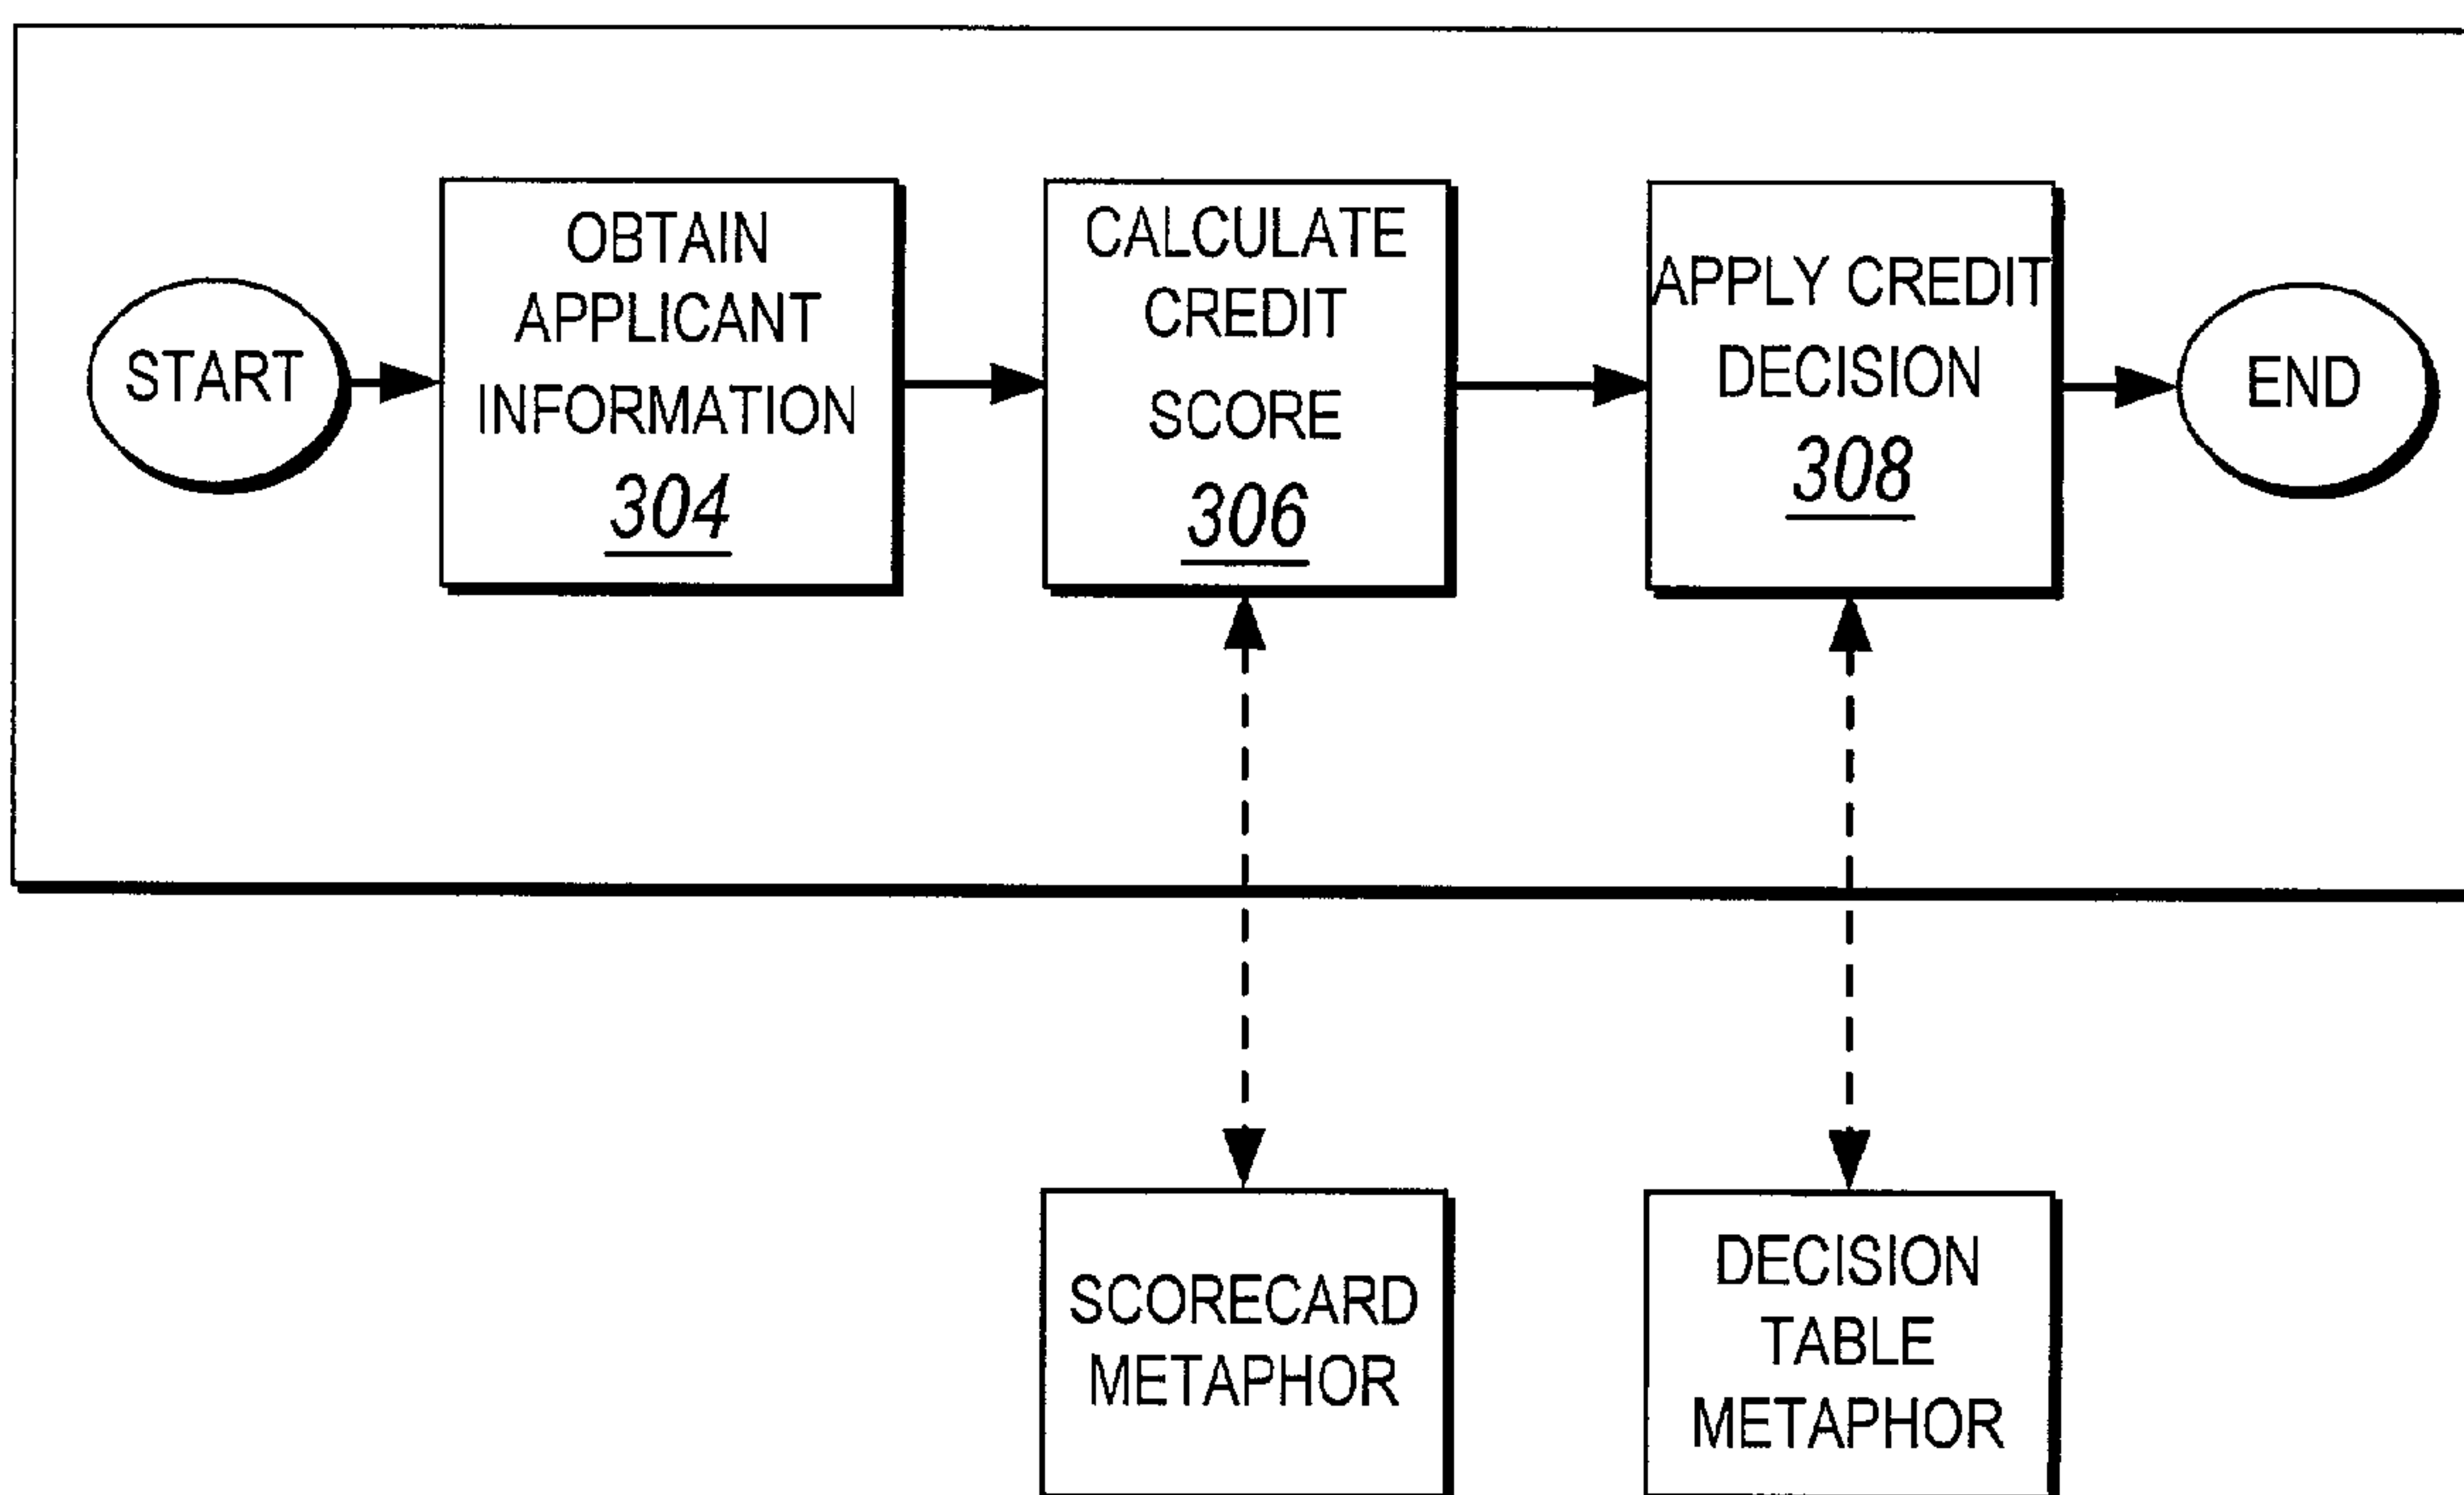 START
OBTAIN
APPLICANT
INFORMATION
304
CALCULATE
CREDIT
SCORE
306
APPLY CREDIT
DECISION
308
END
SCORECARD
METAPHOR
DECISION
TABLE
METAPHOR